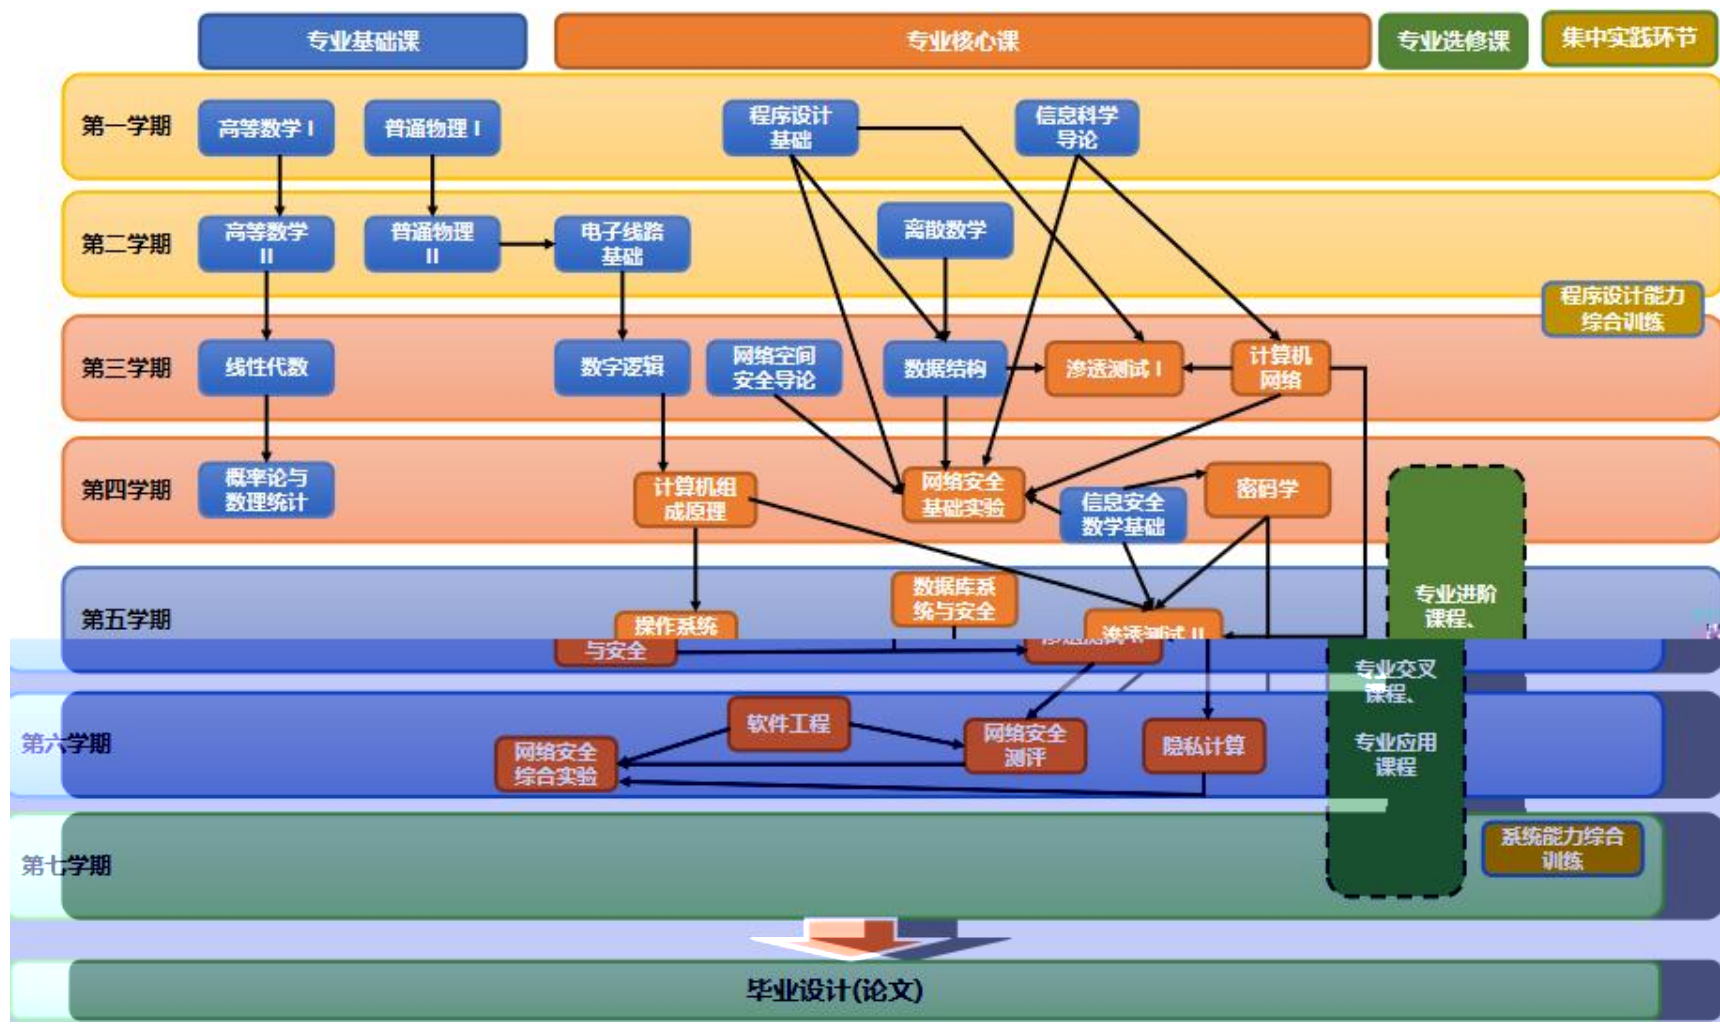 专业基础课
专业核心课
专业选修课
集中实践环节
第一学期
高等数学 I
普通物理 I
程序设计
基础
信息科学
导论
第二学期
高等数学
II
普通物理
II
电子线路
基础
离散数学
程序设计能力
综合训练
第三学期
线性代数
数字逻辑
网络空间
安全导论
数据结构
渗透测试 I
计算机
网络
第四学期
概率论与
数理统计
计算机组
成原理
网络安全
基础实验
信息安全
数学基础
密码学
第五学期
操作系统
与安全
数据库系
统与安全
渗透测试 II
专业进阶
课程、
专业交叉
课程、
专业应用
课程
第六学期
网络安全
综合实验
软件工程
网络安全
测评
隐私计算
第七学期
系统能力综合
训练
毕业设计(论文)